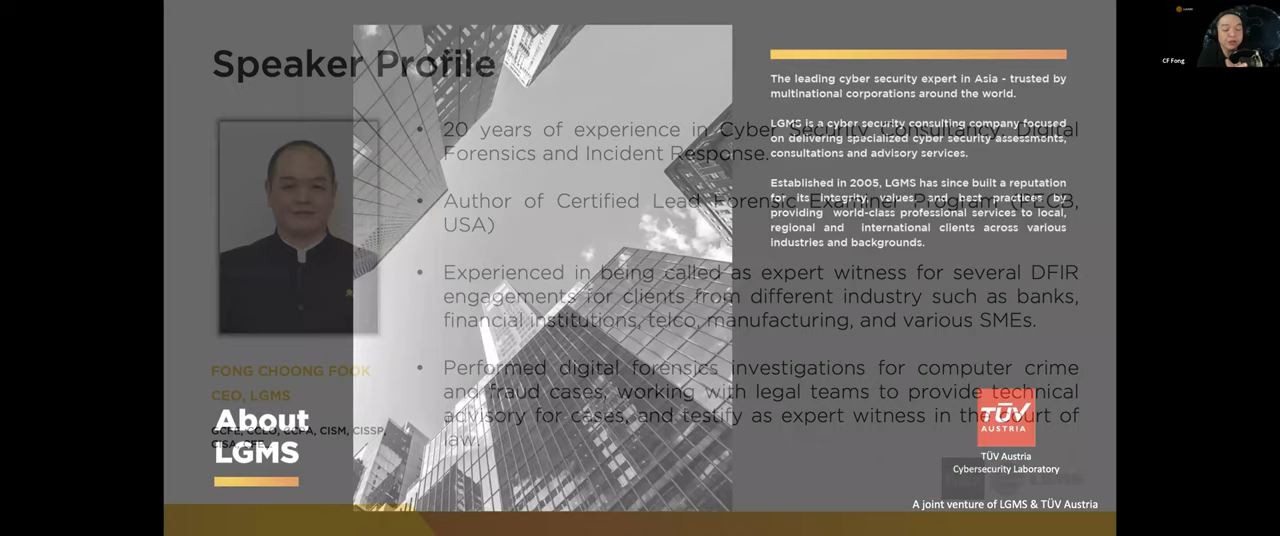 Speaker Profile
• 20 years of experience in Cyber Security Consultancy, Digital
Forensics and Incident Response.
• Author of Certified Lead Forensic Examiner Program (PECB,
USA)
• Experienced in being called as expert witness for several DFIR
engagements for clients from different industry such as banks,
financial institutions, telco, manufacturing, and various SMEs.
• Performed digital forensics investigations for computer crime
and fraud cases, working with legal teams to provide technical
advisory for cases, and testify as expert witness in the court of
law.
FONG CHOONG FOOK
CEO, LGMS
CISM, CISSP,
About
LGMS
The leading cyber security expert in Asia - trusted by
multinational corporations around the world.
LGMS is a cyber security consulting company focused
on delivering specialized cyber security assessments,
consultations and advisory services.
Established in 2005, LGMS has since built a reputation
for its integrity, values, and best practices by
providing world-class professional services to local,
regional and international clients across various
industries and backgrounds.
TÜV
AUSTRIA
TÜV Austria
Cybersecurity Laboratory
A joint venture of LGMS & TÜV Austria
CF Fong